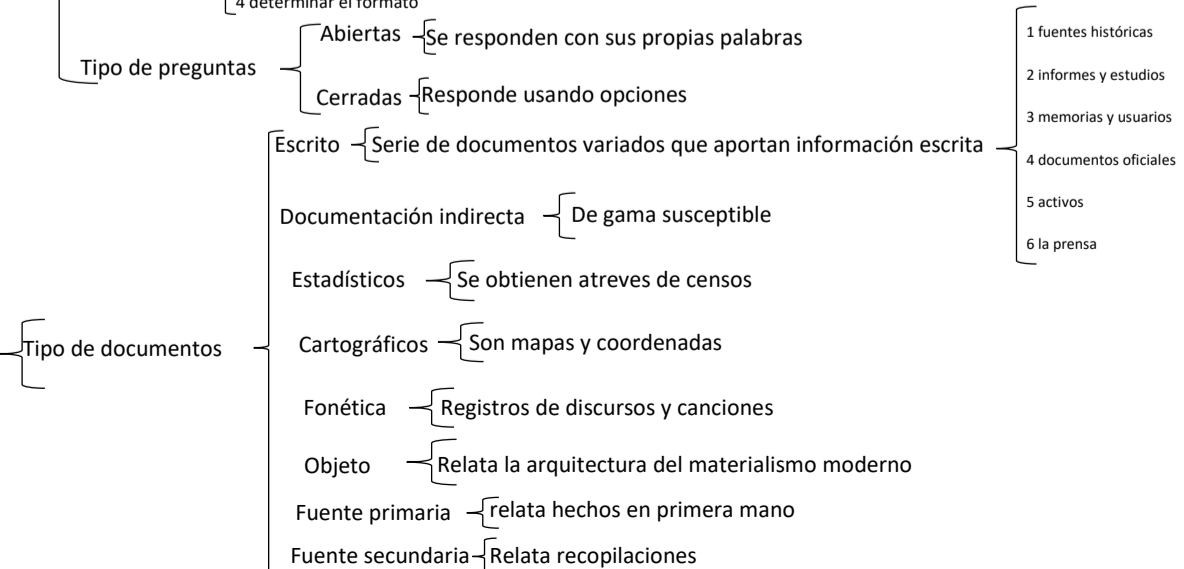 4 determinar el formato
Tipo de preguntas
Abiertas
Se responden con sus propias palabras
Cerradas
Responde usando opciones
Tipo de documentos
Escrito
Serie de documentos variados que aportan información escrita
1 fuentes históricas
2 informes y estudios
3 memorias y usuarios
4 documentos oficiales
5 activos
6 la prensa
Documentación indirecta
De gama susceptible
Estadísticos
Se obtienen atreves de censos
Cartográficos
Son mapas y coordenadas
Fonética
Registros de discursos y canciones
Objeto
Relata la arquitectura del materialismo moderno
Fuente primaria
relata hechos en primera mano
Fuente secundaria
Relata recopilaciones